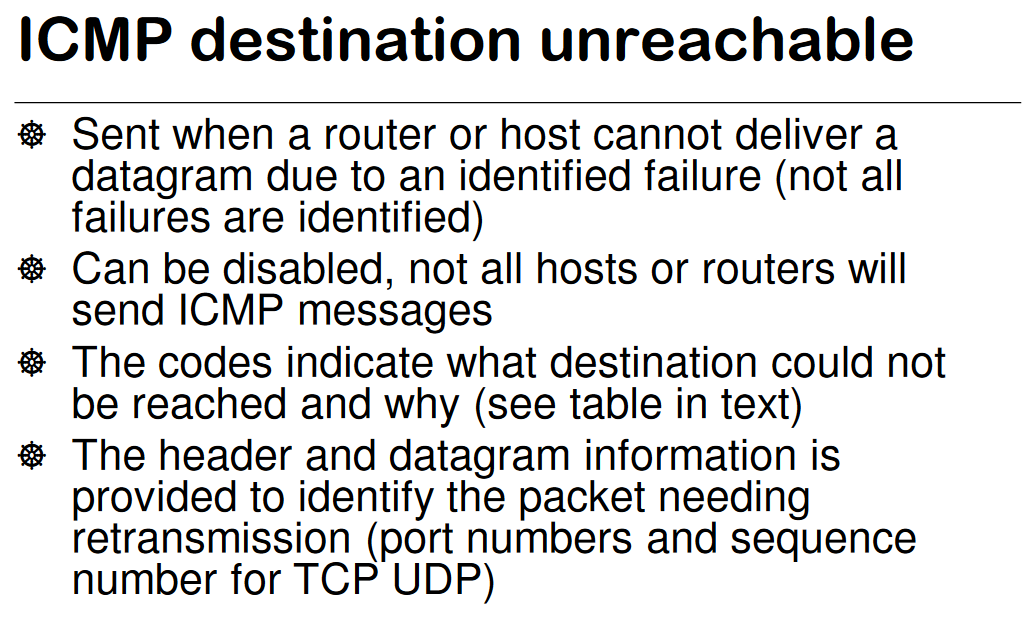 ICMP destination unreachable
Sent when a router or host cannot deliver a
datagram due to an identified failure (not all
failures are identified)
Can be disabled, not all hosts or routers will
send ICMP messages
The codes indicate what destination could not
be reached and why (see table in text)
The header and datagram information is
provided to identify the packet needing
retransmission (port numbers and sequence
number for TCP UDP)